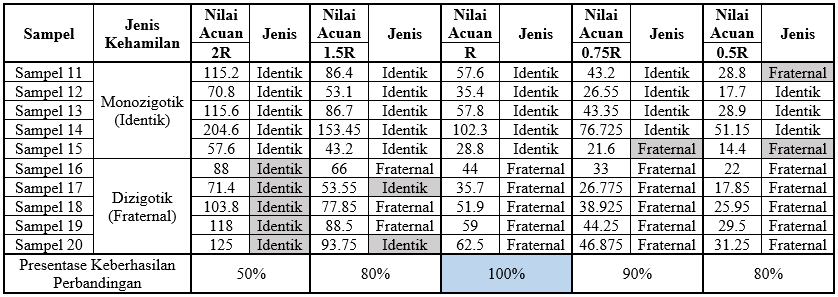 Sampel Jenis Kehamilan Nilai Acuan 2R Jenis Nilai Acuan 1.5R Jenis Nilai Acuan R Jenis Nilai Acuan 0.75R Jenis Nilai Acuan 0.5R Jenis
Monozigotik (Identik)
Sampel 11 115.2 Identik 86.4 Identik 57.6 Identik 43.2 Identik 28.8 Fraternal
Sampel 12 70.8 Identik 53.1 Identik 35.4 Identik 26.55 Identik 17.7 Identik
Sampel 13 115.6 Identik 86.7 Identik 57.8 Identik 43.35 Identik 28.9 Identik
Sampel 14 204.6 Identik 153.45 Identik 102.3 Identik 76.725 Identik 51.15 Identik
Sampel 15 57.6 Identik 43.2 Identik 28.8 Identik 21.6 Fraternal 14.4 Fraternal
Dizigotik (Fraternal)
Sampel 16 88 Identik 66 Fraternal 44 Fraternal 33 Fraternal 22 Fraternal
Sampel 17 71.4 Identik 53.55 Identik 35.7 Fraternal 26.775 Fraternal 17.85 Fraternal
Sampel 18 103.8 Identik 77.85 Fraternal 51.9 Fraternal 38.925 Fraternal 25.95 Fraternal
Sampel 19 118 Identik 88.5 Fraternal 59 Fraternal 44.25 Fraternal 29.5 Fraternal
Sampel 20 125 Identik 93.75 Identik 62.5 Fraternal 46.875 Fraternal 31.25 Fraternal
Presentase Keberhasilan Perbandingan 50% 80% 100% 90% 80%